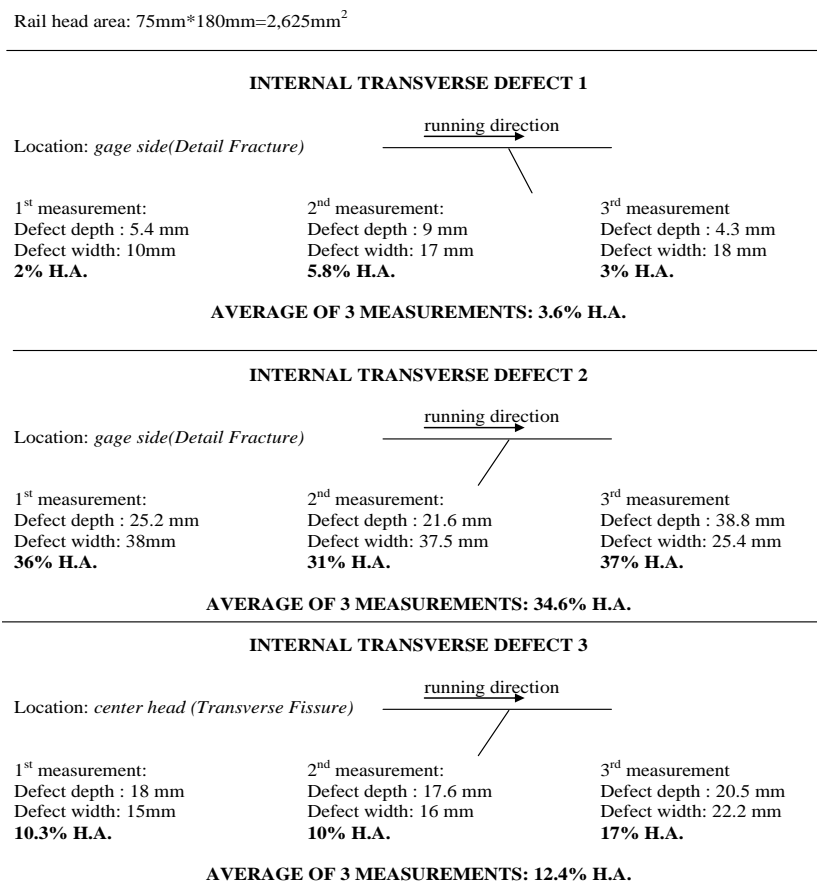 Rail head area: 75mm*180mm=2,625mm²
INTERNAL TRANSVERSE DEFECT 1
running direction
Location: gage side(Detail Fracture)
1st measurement:
Defect depth : 5.4 mm
Defect width: 10mm
2% H.A.
2nd measurement:
Defect depth : 9 mm
Defect width: 17 mm
5.8% H.A.
3rd measurement
Defect depth : 4.3 mm
Defect width: 18 mm
3% H.A.
AVERAGE OF 3 MEASUREMENTS: 3.6% H.A.
INTERNAL TRANSVERSE DEFECT 2
running direction
Location: gage side(Detail Fracture)
1st measurement:
Defect depth : 25.2 mm
Defect width: 38mm
36% H.A.
2nd measurement:
Defect depth : 21.6 mm
Defect width: 37.5 mm
31% H.A.
3rd measurement
Defect depth : 38.8 mm
Defect width: 25.4 mm
37% H.A.
AVERAGE OF 3 MEASUREMENTS: 34.6% H.A.
INTERNAL TRANSVERSE DEFECT 3
running direction
Location: center head (Transverse Fissure)
1st measurement:
Defect depth : 18 mm
Defect width: 15mm
10.3% H.A.
2nd measurement:
Defect depth : 17.6 mm
Defect width: 16 mm
10% H.A.
3rd measurement
Defect depth : 20.5 mm
Defect width: 22.2 mm
17% H.A.
AVERAGE OF 3 MEASUREMENTS: 12.4% H.A.